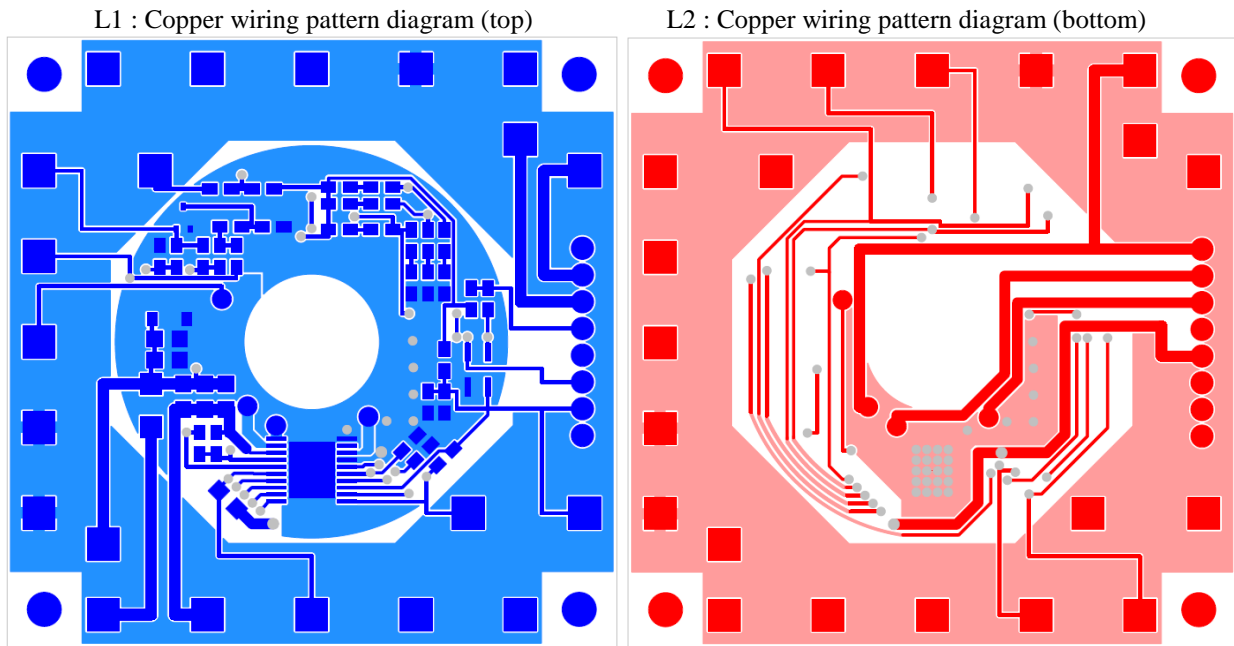 L1 : Copper wiring pattern diagram (top)
L2 : Copper wiring pattern diagram (bottom)